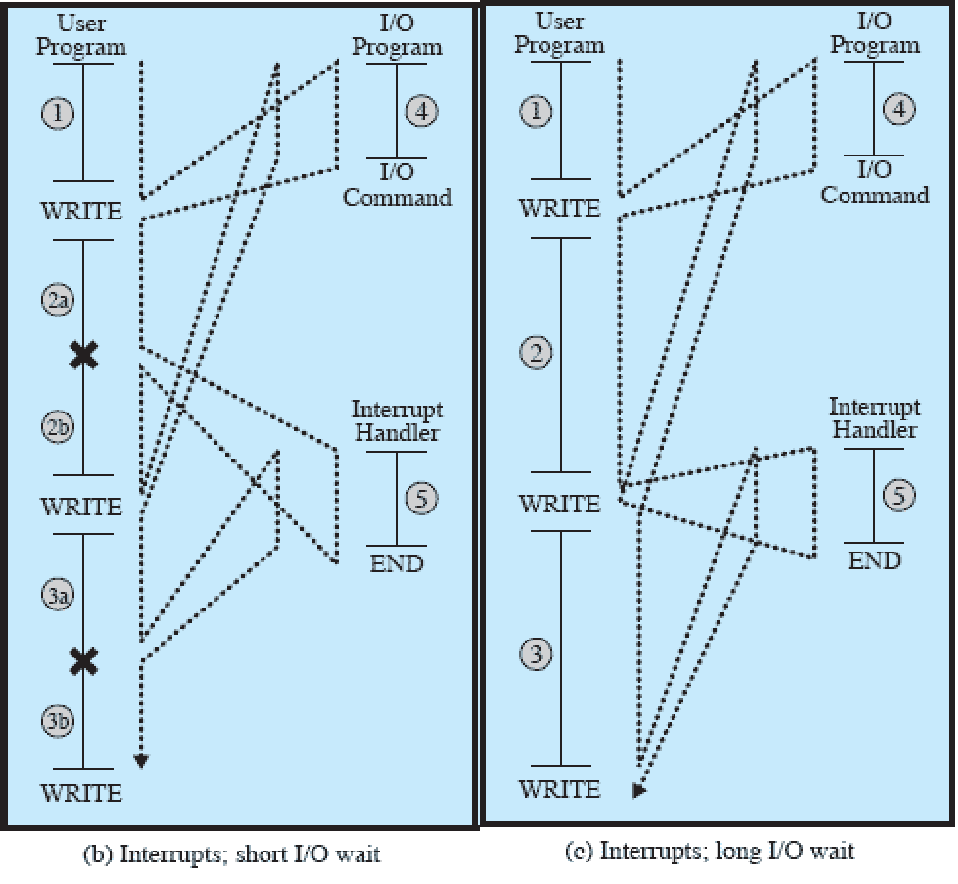 User
Program
I/O
Program
1
4
I/O
Command
WRITE
2a
2b
Interrupt
Handler
5
WRITE
END
3a
3b
WRITE
(b) Interrupts; short I/O wait
User
Program
I/O
Program
1
4
I/O
Command
WRITE
2
Interrupt
Handler
5
WRITE
END
3
WRITE
(c) Interrupts; long I/O wait